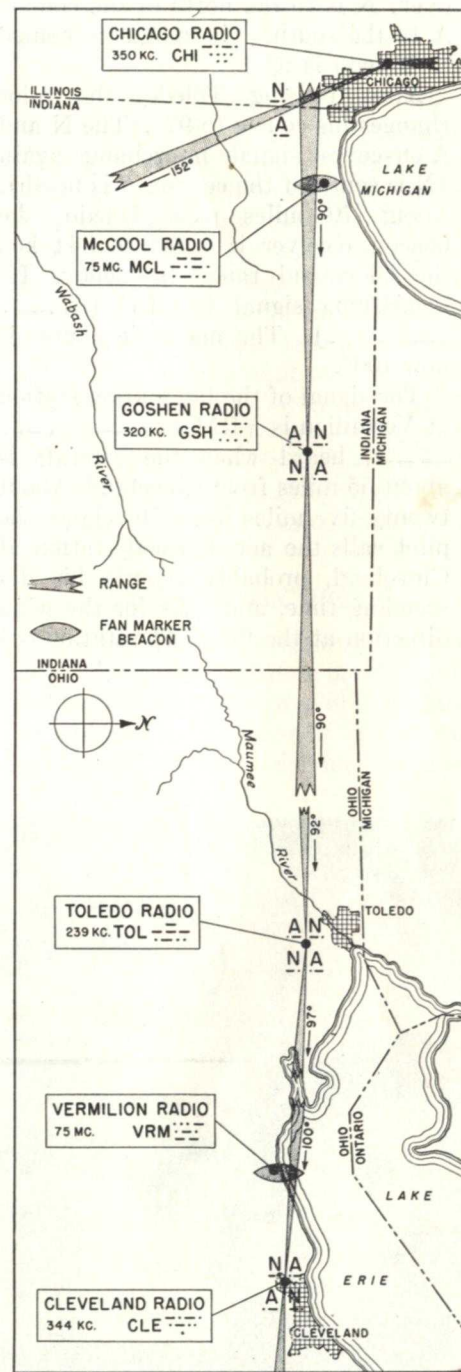 CHICAGO RADIO
350 KC. CHI
CHICAGO
ILLINOIS
INDIANA
N
A
152°
LAKE
MICHIGAN
90°
McCOOL RADIO
75 MC. MCL
Wabash
River
GOSHEN RADIO
320 KC. GSH
A N
N A
INDIANA
MICHIGAN
RANGE
FAN MARKER
BEACON
INDIANA
OHIO
N
90°
Maumee
River
92°
OHIO
MICHIGAN
TOLEDO
TOLEDO RADIO
239 KC. TOL
A N
N A
97°
VERMILION RADIO
75 MC. VRM
100°
OHIO
ONTARIO
LAKE
ERIE
N A
A N
CLEVELAND RADIO
344 KC. CLE
CLEVELAND